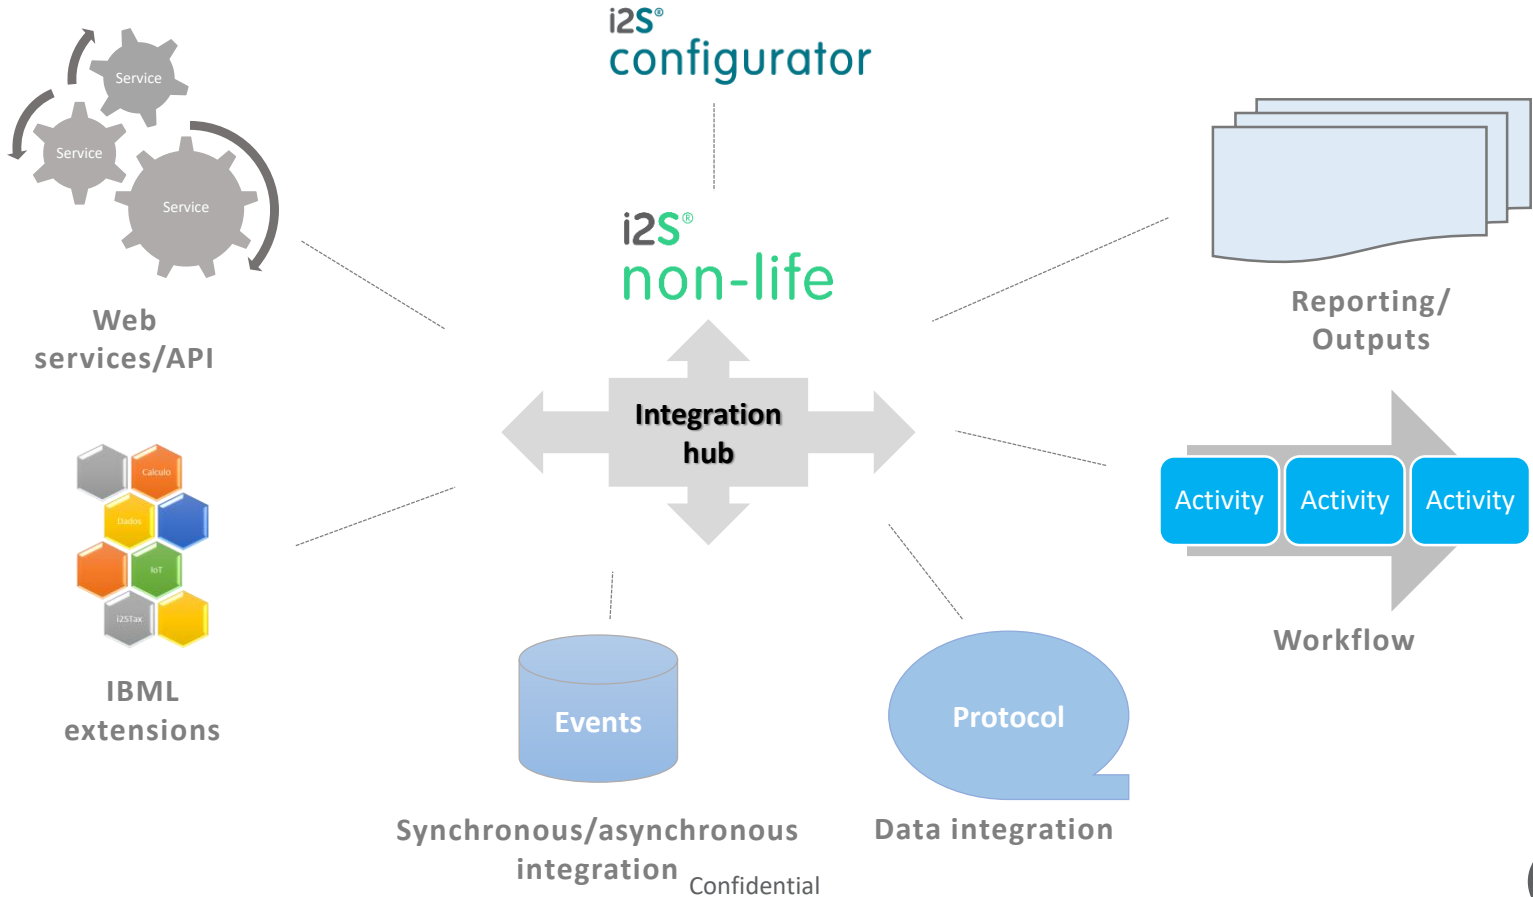 i2S®
configurator
Service
Service
Service
i2S®
non-life
Web
services/API
Reporting/
Outputs
Integration
hub
Calculo
Dados
IoT
i2STax
Activity
Activity
Activity
Workflow
IBML
extensions
Events
Protocol
Synchronous/asynchronous
integration
Data integration
Confidential